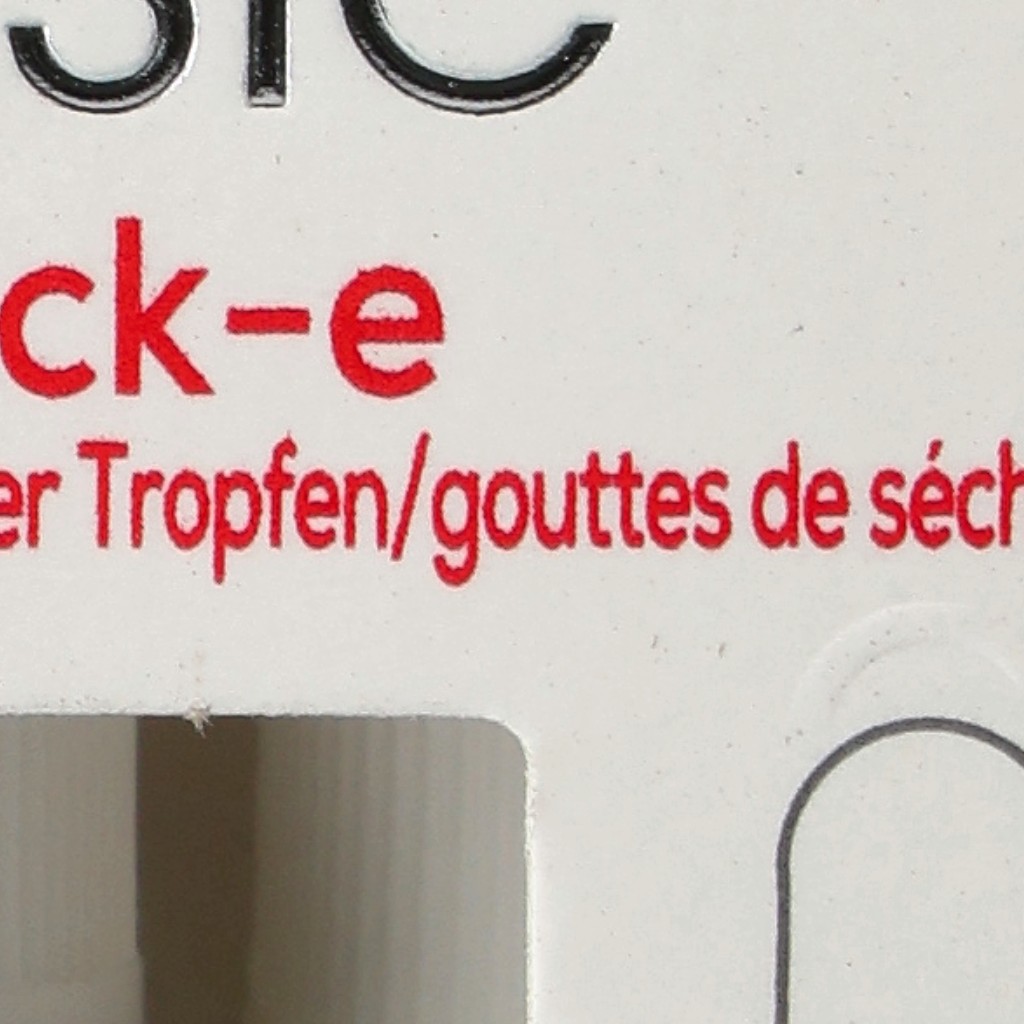 sic
ck-e
er Tropfen/gouttes de séch